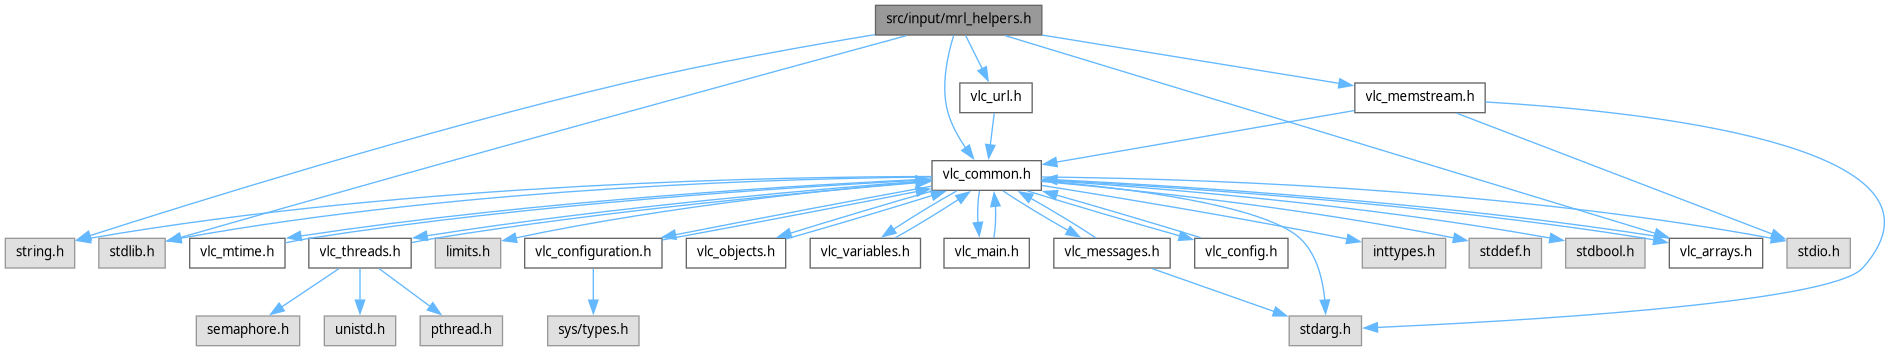 src/input/mrl_helpers.h
vlc_url.h
vlc_memstream.h
vlc_common.h
string.h
stdlib.h
vlc_mtime.h
vlc_threads.h
limits.h
vlc_configuration.h
vlc_objects.h
vlc_variables.h
vlc_main.h
vlc_messages.h
vlc_config.h
inttypes.h
stddef.h
stdbool.h
vlc_arrays.h
stdio.h
semaphore.h
unistd.h
pthread.h
sys/types.h
stdarg.h